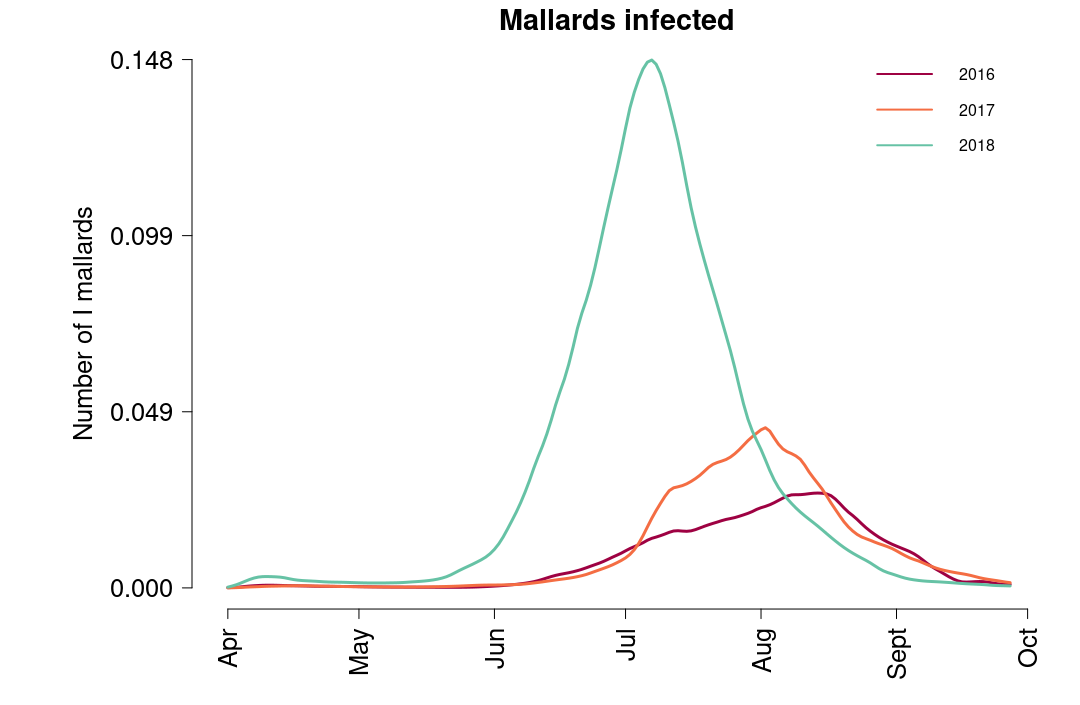 Mallards infected
0.148
0.099
0.049
0.000
Number of I mallards
2016
2017
2018
Apr
May
Jun
Jul
Aug
Sept
Oct